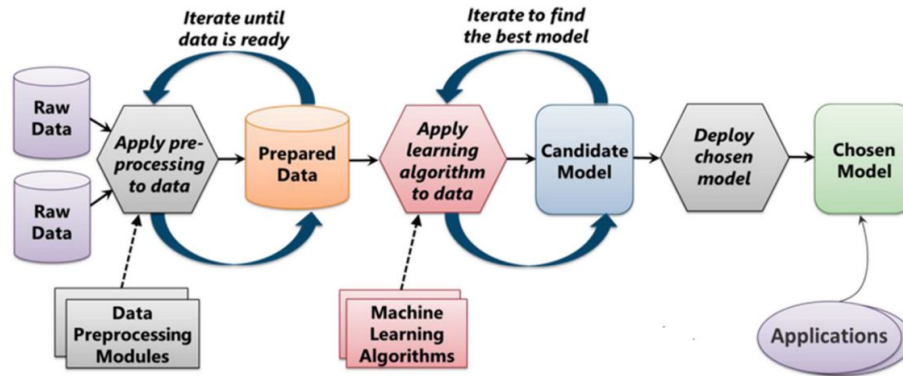 Iterate until
data is ready
Iterate to find
the best model
Raw
Data
Raw
Data
Apply pre-
processing
to data
Prepared
Data
Apply
learning
algorithm
to data
Candidate
Model
Deploy
chosen
model
Chosen
Model
Data
Preprocessing
Modules
Machine
Learning
Algorithms
Applications